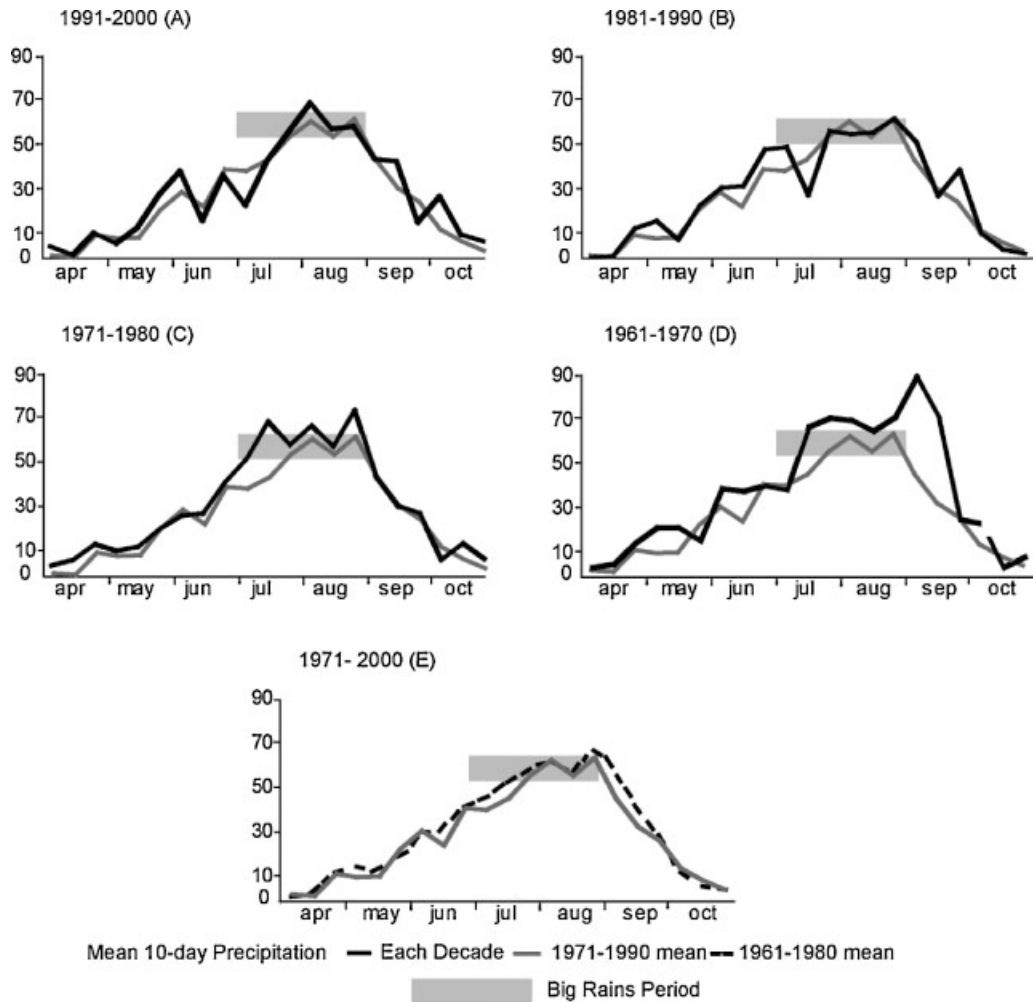 1991-2000 (A)
90
70
50
30
10
0
apr may jun jul aug sep oct
1981-1990 (B)
90
70
50
30
10
0
apr may jun jul aug sep oct
1971-1980 (C)
90
70
50
30
10
0
apr may jun jul aug sep oct
1961-1970 (D)
90
70
50
30
10
0
apr may jun jul aug sep oct
1971- 2000 (E)
90
70
50
30
10
0
apr may jun jul aug sep oct
Mean 10-day Precipitation Each Decade 1971-1990 mean 1961-1980 mean
Big Rains Period